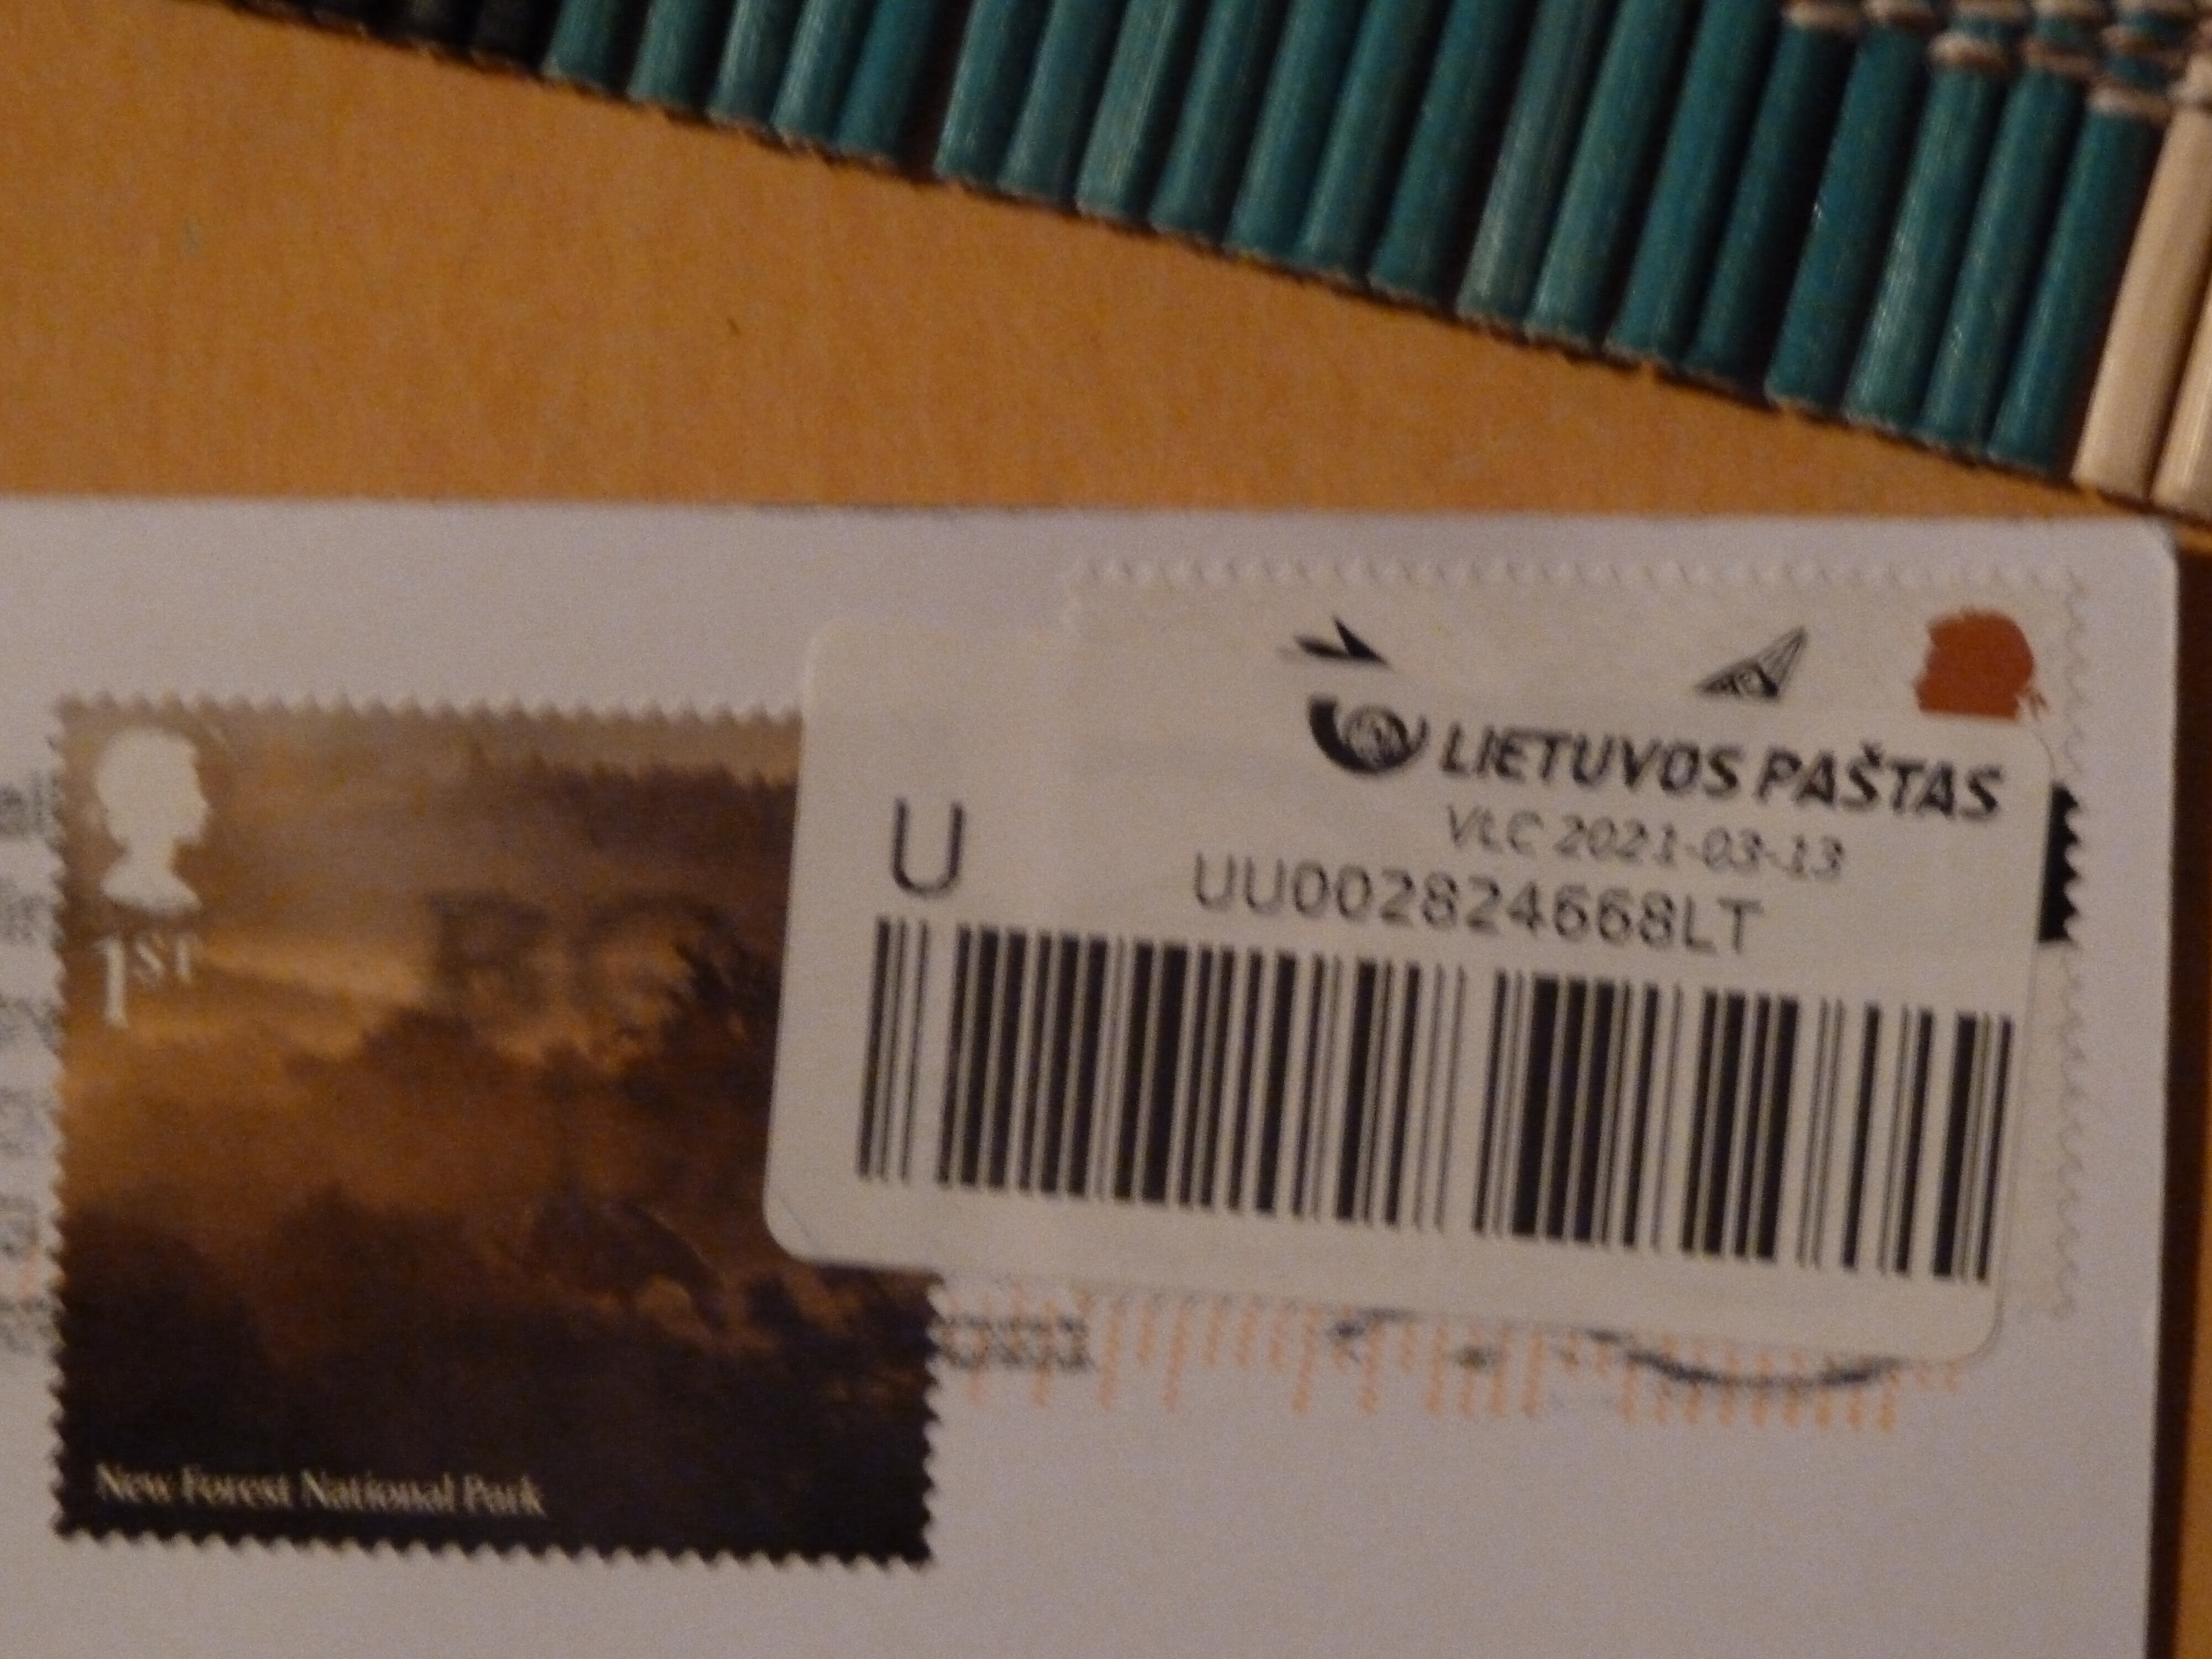 LIETUVOS PAŠTAS
VLC 2021-03-13
U
UU002824668LT
1ST
New Forest National Park